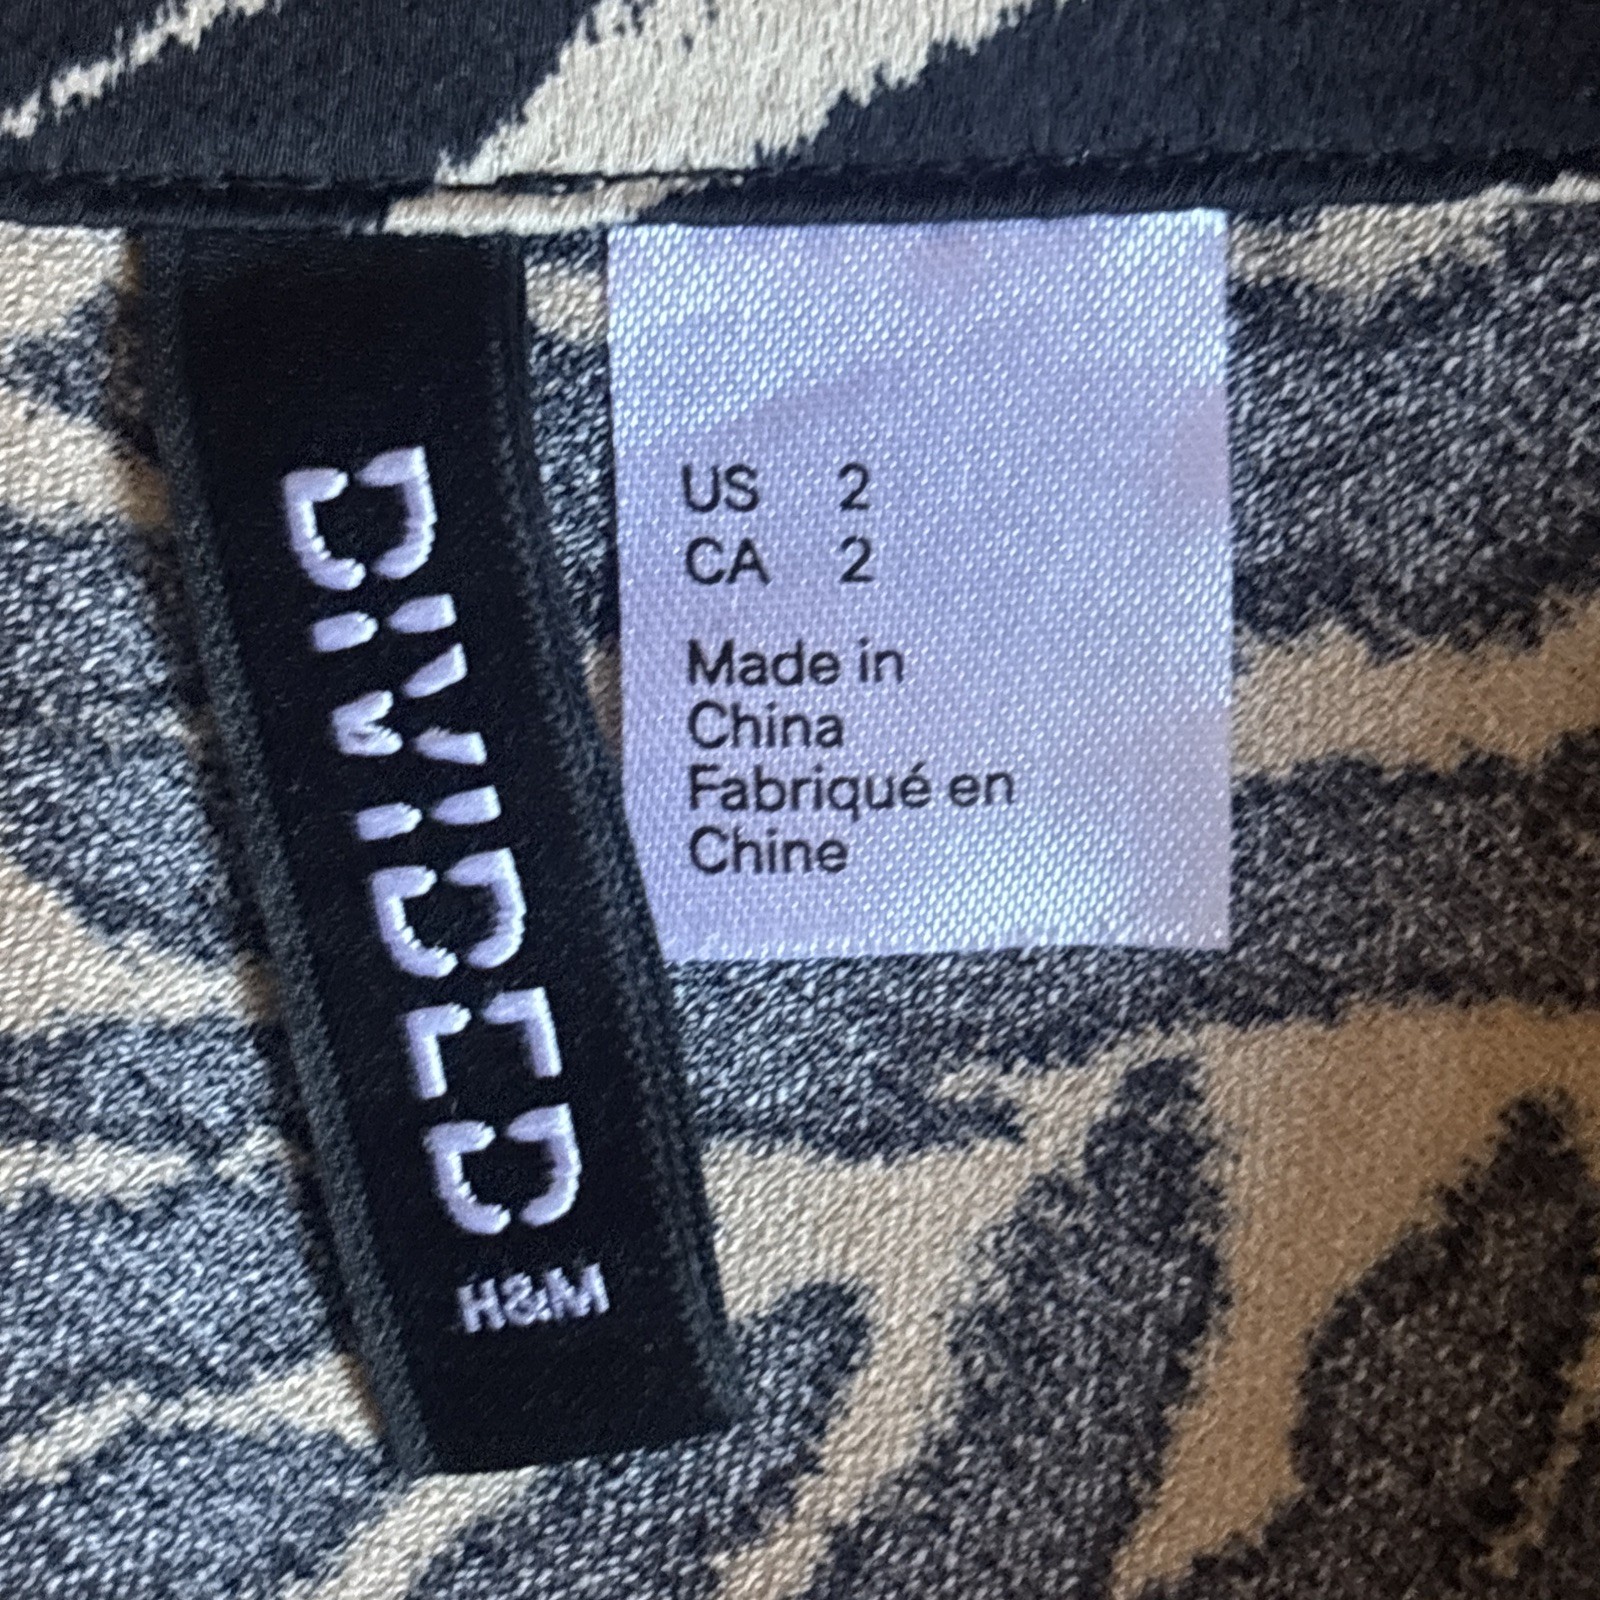 DIVIDED
H&M
US 2
CA 2
Made in
China
Fabriqué en
Chine